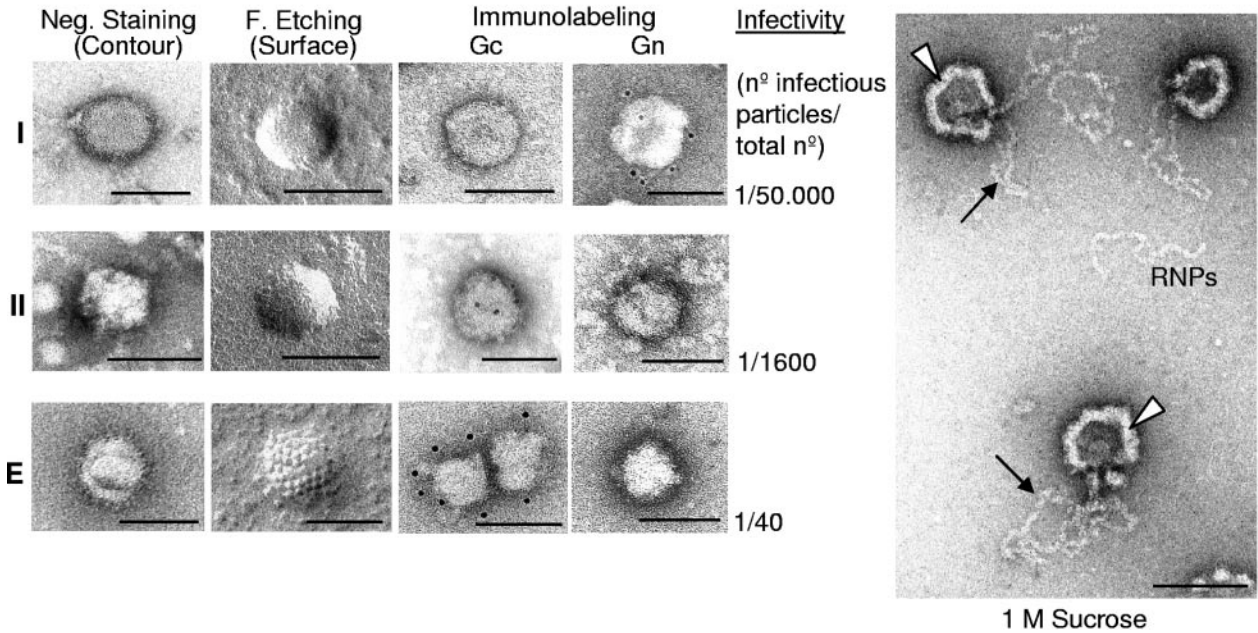 Neg. Staining
(Contour)
F. Etching
(Surface)
Immunolabeling
Gc
Gn
Infectivity
(nº infectious
particles/
total nº)
I
1/50.000
II
1/1600
E
1/40
RNPs
1 M Sucrose